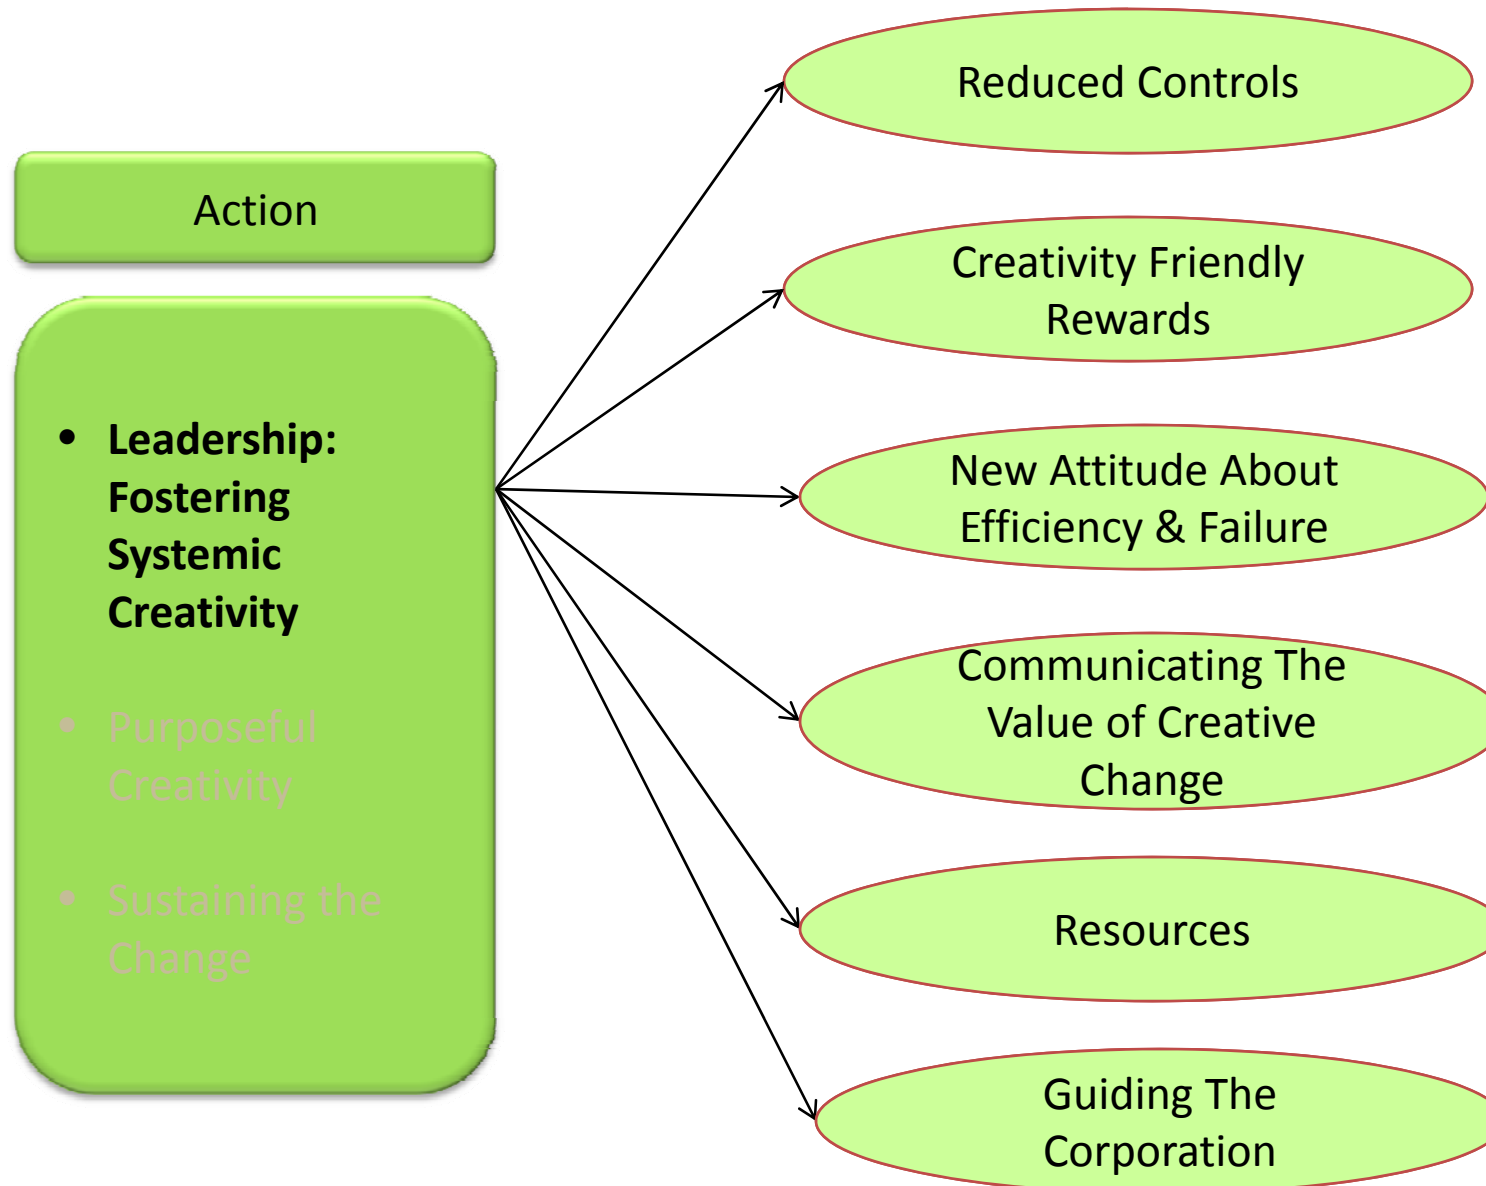 Action
• Leadership:
Fostering
Systemic
Creativity
• Purposeful
Creativity
• Sustaining the
Change
Reduced Controls
Creativity Friendly
Rewards
New Attitude About
Efficiency & Failure
Communicating The
Value of Creative
Change
Resources
Guiding The
Corporation